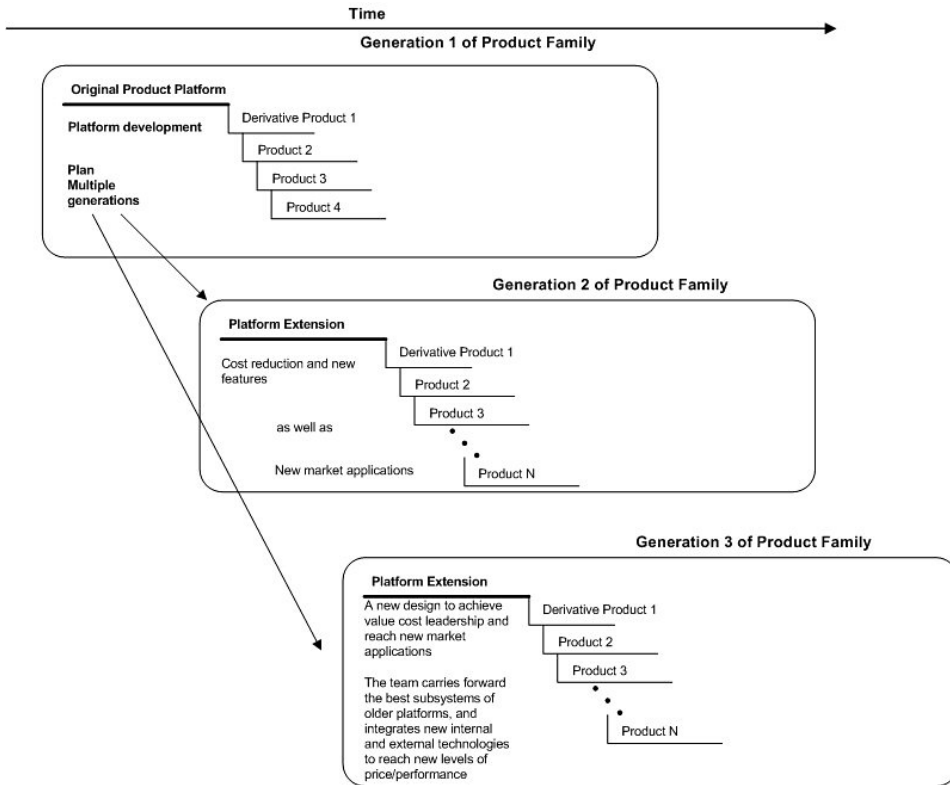 Time
Generation 1 of Product Family
Original Product Platform
Platform development
Plan
Multiple
generations
Derivative Product 1
Product 2
Product 3
Product 4
Generation 2 of Product Family
Platform Extension
Cost reduction and new
features
as well as
New market applications
Derivative Product 1
Product 2
Product 3
Product N
Generation 3 of Product Family
Platform Extension
A new design to achieve
value cost leadership and
reach new market
applications
The team carries forward
the best subsystems of
older platforms, and
integrates new internal
and external technologies
to reach new levels of
price/performance
Derivative Product 1
Product 2
Product 3
Product N